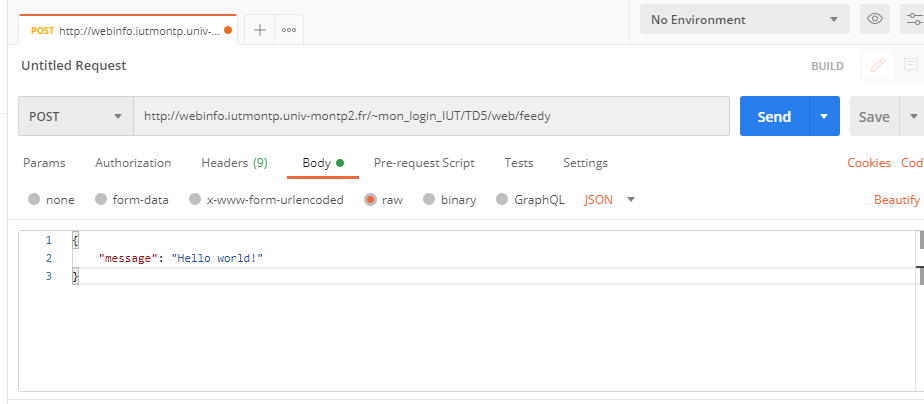 POST http://webinfo.iutmontp.univ-... No Environment
Untitled Request BUILD
POST http://webinfo.iutmontp.univ-montp2.fr/~mon_login_IUT/TD5/web/feedy Send Save
Params Authorization Headers (9) Body Pre-request Script Tests Settings Cookies Cod
none form-data x-www-form-urlencoded raw binary GraphQL JSON Beautify
1 {
2 "message": "Hello world!"
3 }